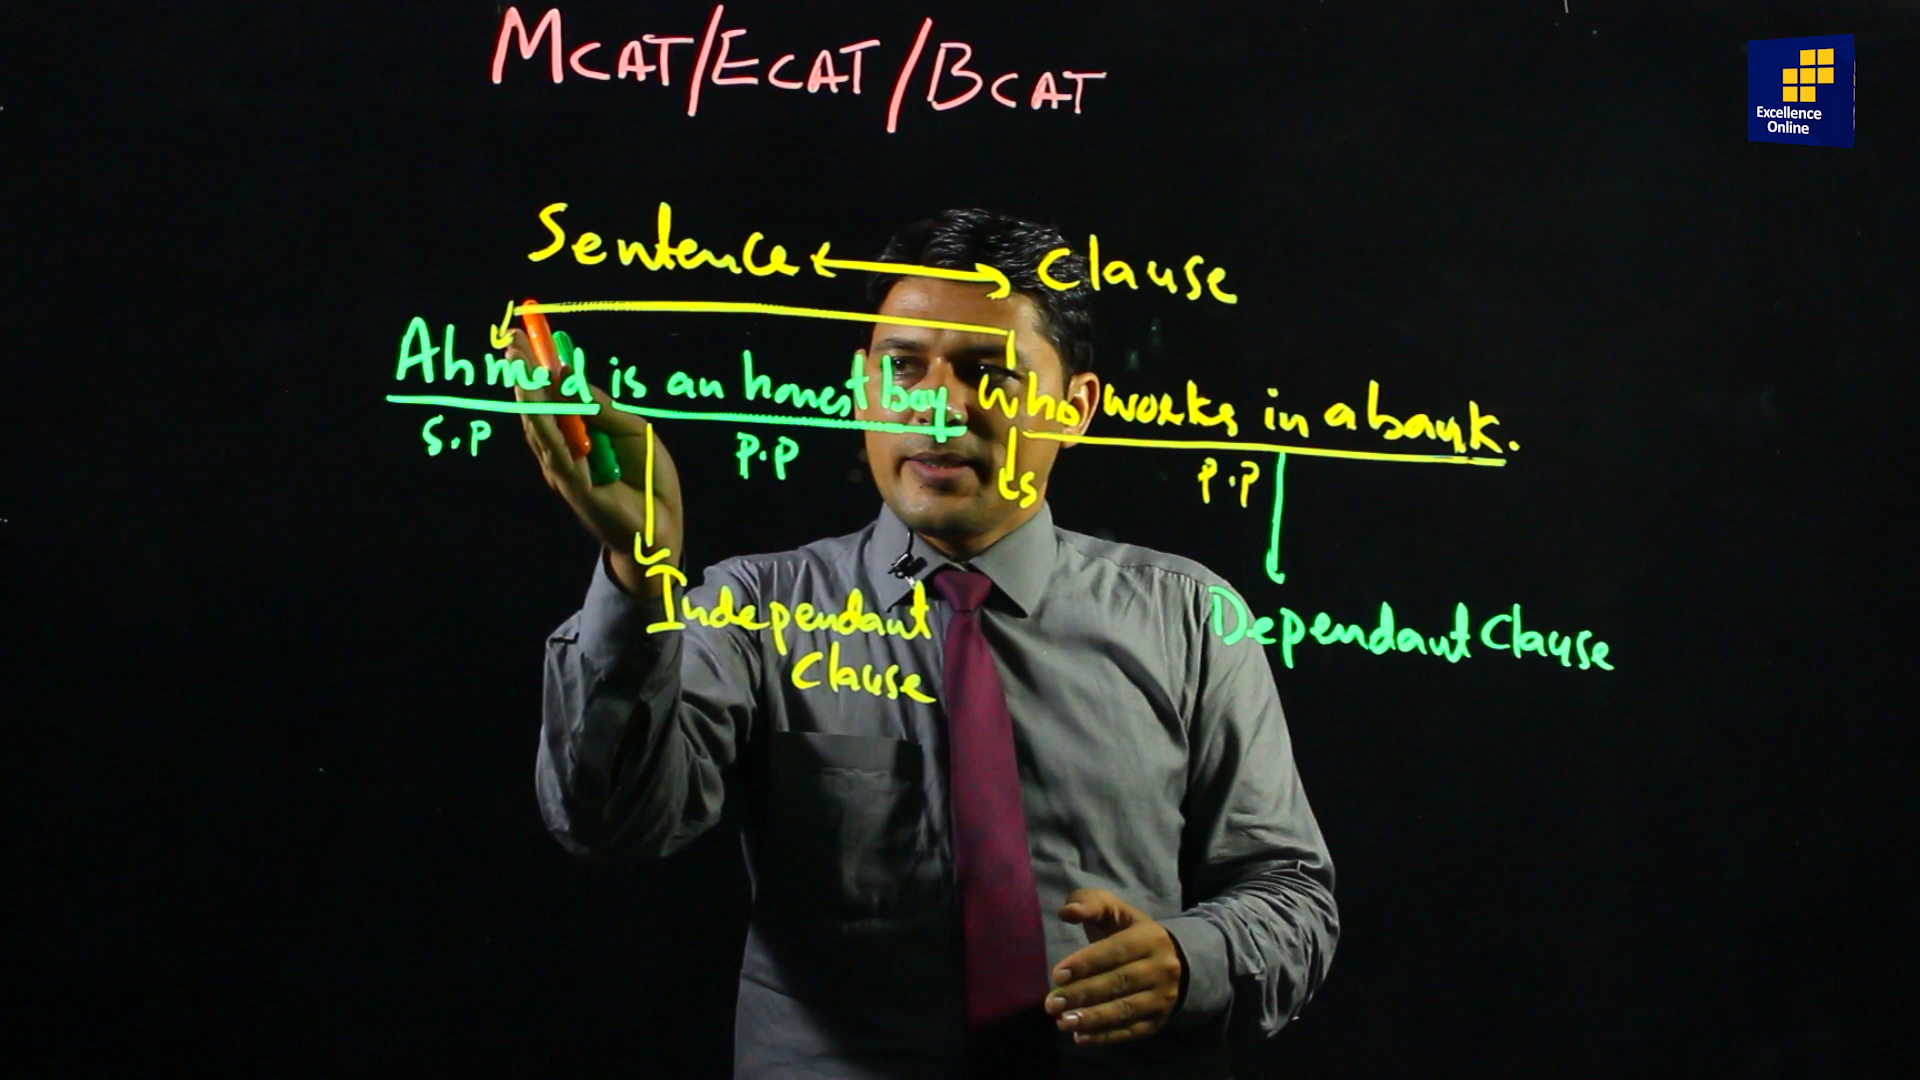 MCAT/ECAT/BCAT
Excellence
Online
Sentence ↔ Clause
Ahmed is an honest boy. who works in a bank.
S.P P.P S P.P
Independant
Clause
Dependant Clause